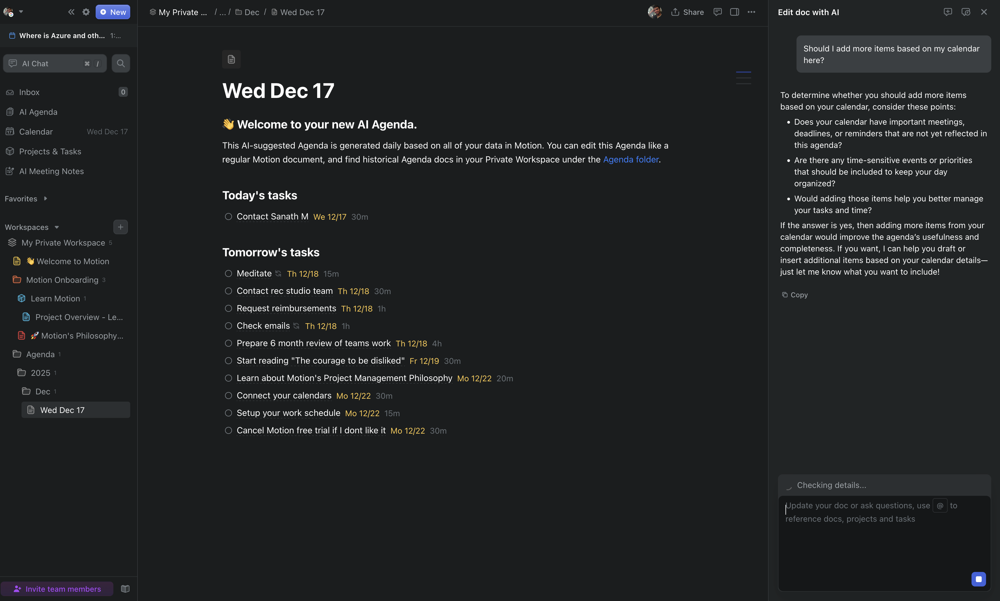 New
Where is Azure and oth... 1:...
AI Chat ⌘ /
Inbox 0
AI Agenda
17 Calendar Wed Dec 17
Projects & Tasks
AI Meeting Notes
Favorites
Workspaces
My Private Workspace 5
👋 Welcome to Motion
Motion Onboarding 3
Learn Motion 1
Project Overview - Le...
🚀 Motion's Philosophy...
Agenda 1
2025 1
Dec 1
Wed Dec 17
Invite team members
My Private ... / ... / Dec / Wed Dec 17
Share
Wed Dec 17
👋 Welcome to your new AI Agenda.
This AI-suggested Agenda is generated daily based on all of your data in Motion. You can edit this Agenda like a
regular Motion document, and find historical Agenda docs in your Private Workspace under the Agenda folder.
Today's tasks
Contact Sanath M We 12/17 30m
Tomorrow's tasks
Meditate Th 12/18 15m
Contact rec studio team Th 12/18 30m
Request reimbursements Th 12/18 1h
Check emails Th 12/18 1h
Prepare 6 month review of teams work Th 12/18 4h
Start reading "The courage to be disliked" Fr 12/19 30m
Learn about Motion's Project Management Philosophy Mo 12/22 20m
Connect your calendars Mo 12/22 30m
Setup your work schedule Mo 12/22 15m
Cancel Motion free trial if I dont like it Mo 12/22 30m
Edit doc with AI
Should I add more items based on my calendar
here?
To determine whether you should add more items
based on your calendar, consider these points:
• Does your calendar have important meetings,
deadlines, or reminders that are not yet reflected in
this agenda?
• Are there any time-sensitive events or priorities
that should be included to keep your day
organized?
• Would adding those items help you better manage
your tasks and time?
If the answer is yes, then adding more items from your
calendar would improve the agenda’s usefulness and
completeness. If you want, I can help you draft or
insert additional items based on your calendar details—
just let me know what you want to include!
Copy
Checking details...
Update your doc or ask questions, use @ to
reference docs, projects and tasks